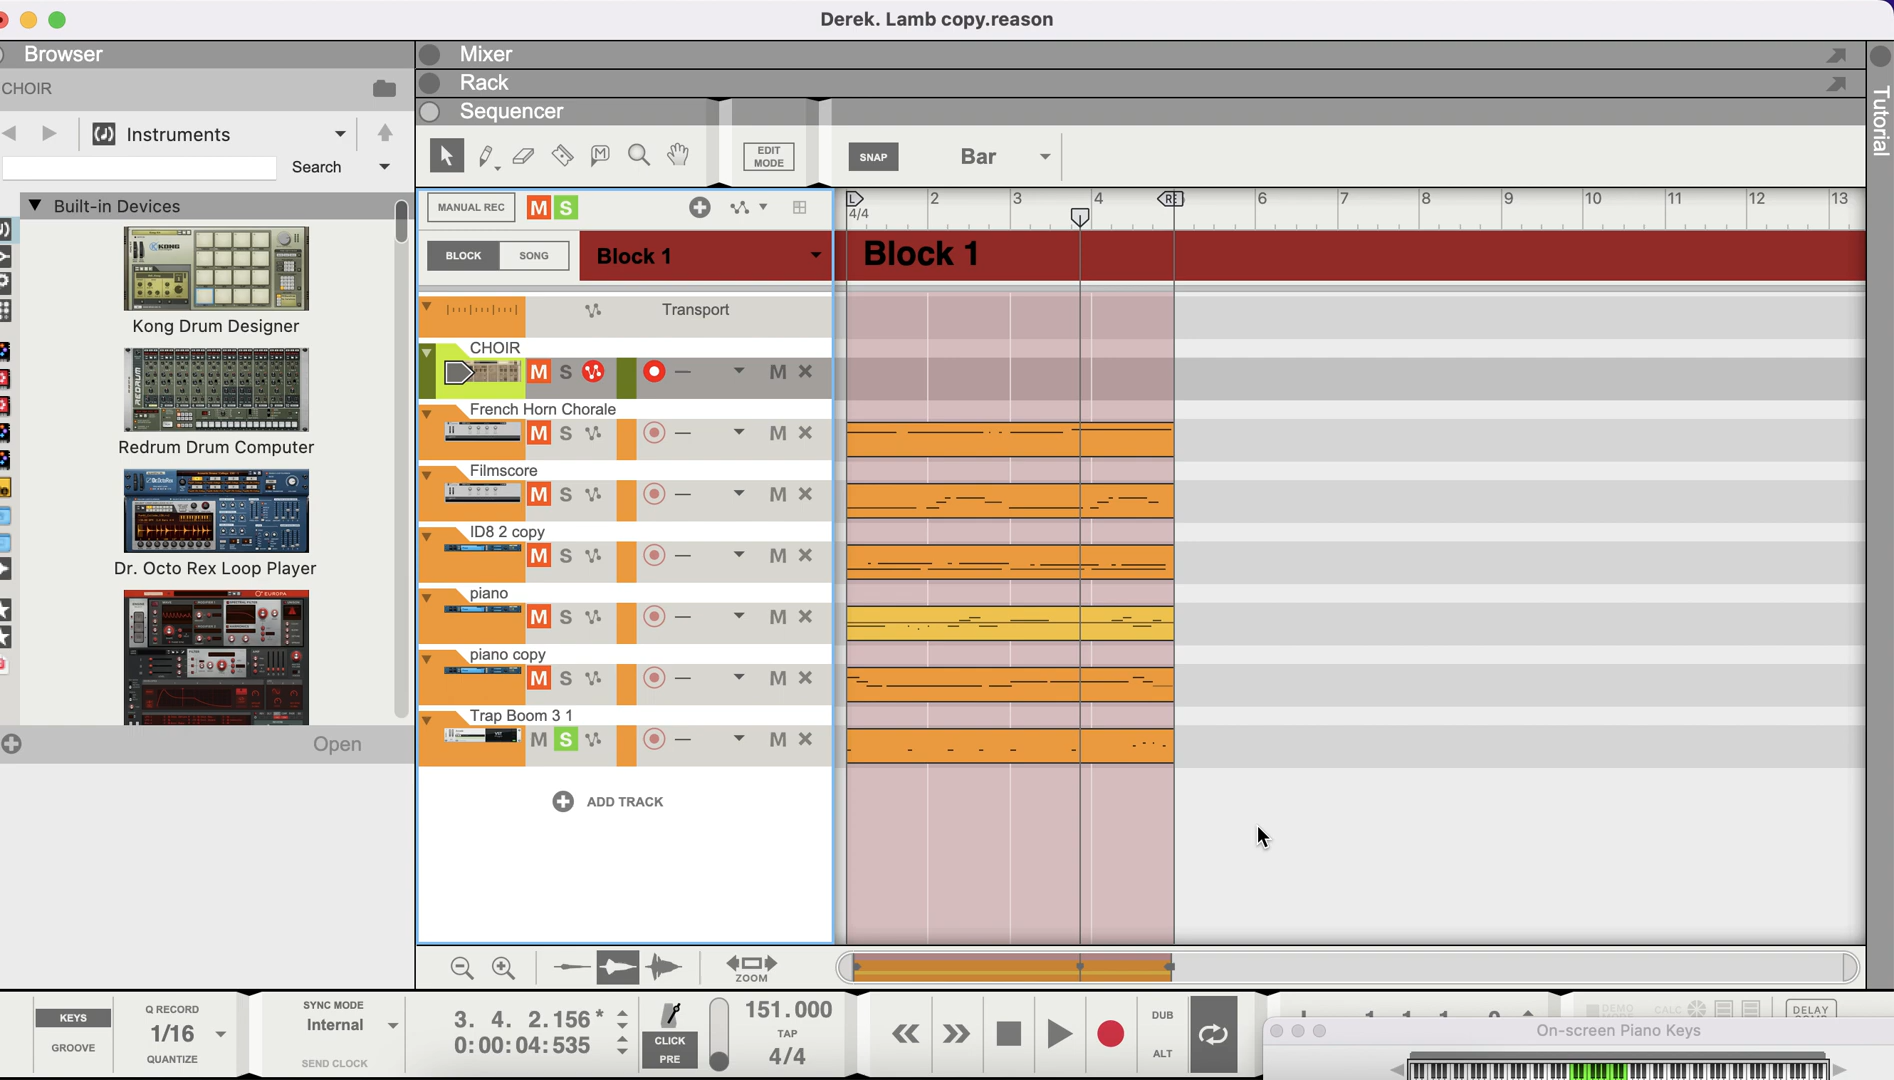 Derek. Lamb copy.reason
Browser
Mixer
Rack
Sequencer
Tutorial
CHOIR
Instruments
Search
EDIT MODE
SNAP
Bar
Built-in Devices
Kong Drum Designer
Redrum Drum Computer
Dr. Octo Rex Loop Player
Open
MANUAL REC M S
L 2 3 4 6 7 8 9 10 11 12 13
4/4
BLOCK SONG Block 1
Block 1
Transport
CHOIR
M S M
French Horn Chorale
M S M
Filmscore
M S M
ID8 2 copy
M S M
piano
M S M
piano copy
M S M
Trap Boom 3 1
M S M
ADD TRACK
ZOOM
KEYS
GROOVE
Q RECORD
1/16
QUANTIZE
SYNC MODE
Internal
SEND CLOCK
3. 4. 2.156 *
0:00:04:535
CLICK
PRE
151.000
TAP
4/4
DUB
ALT
DEMO
CALC
DELAY
On-screen Piano Keys